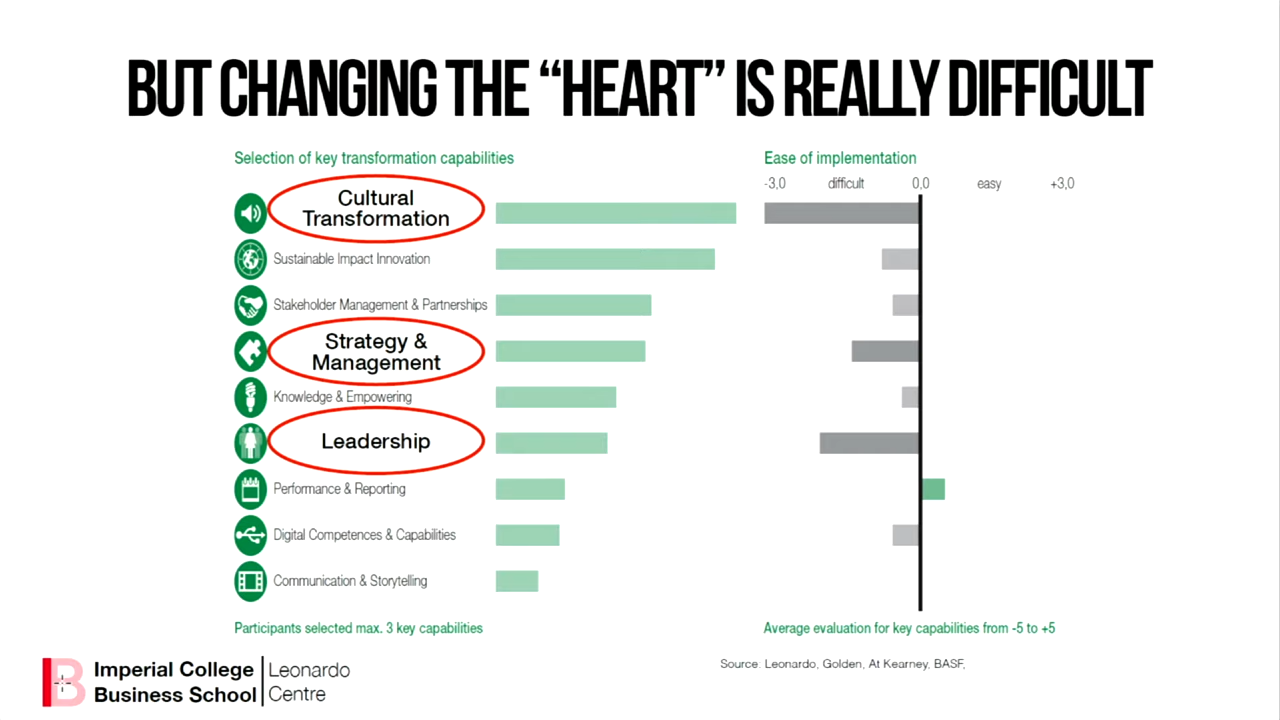 BUT CHANGING THE “HEART” IS REALLY DIFFICULT
Selection of key transformation capabilities
Cultural
Transformation
Sustainable Impact Innovation
Stakeholder Management & Partnerships
Strategy &
Management
Knowledge & Empowering
Leadership
Performance & Reporting
Digital Competences & Capabilities
Communication & Storytelling
Participants selected max. 3 key capabilities
Ease of implementation
-3,0 difficult 0,0 easy +3,0
Average evaluation for key capabilities from -5 to +5
Source: Leonardo, Golden, At Kearney, BASF,
B
Imperial College
Business School
Leonardo
Centre